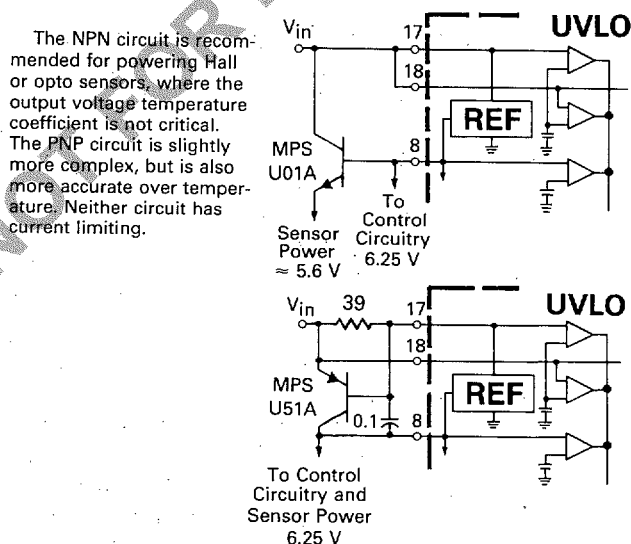 The NPN circuit is recom-
mended for powering Hall
or opto sensors, where the
output voltage temperature
coefficient is not critical.
The PNP circuit is slightly
more complex, but is also
more accurate over temper-
ature. Neither circuit has
current limiting.
Vin
17
UVLO
18
REF
MPS
U01A
8
To
Control
Circuitry
6.25 V
Sensor
Power
≈ 5.6 V
Vin
39
17
UVLO
18
MPS
U51A
REF
0.1
8
To Control
Circuitry and
Sensor Power
6.25 V
NOT FOR